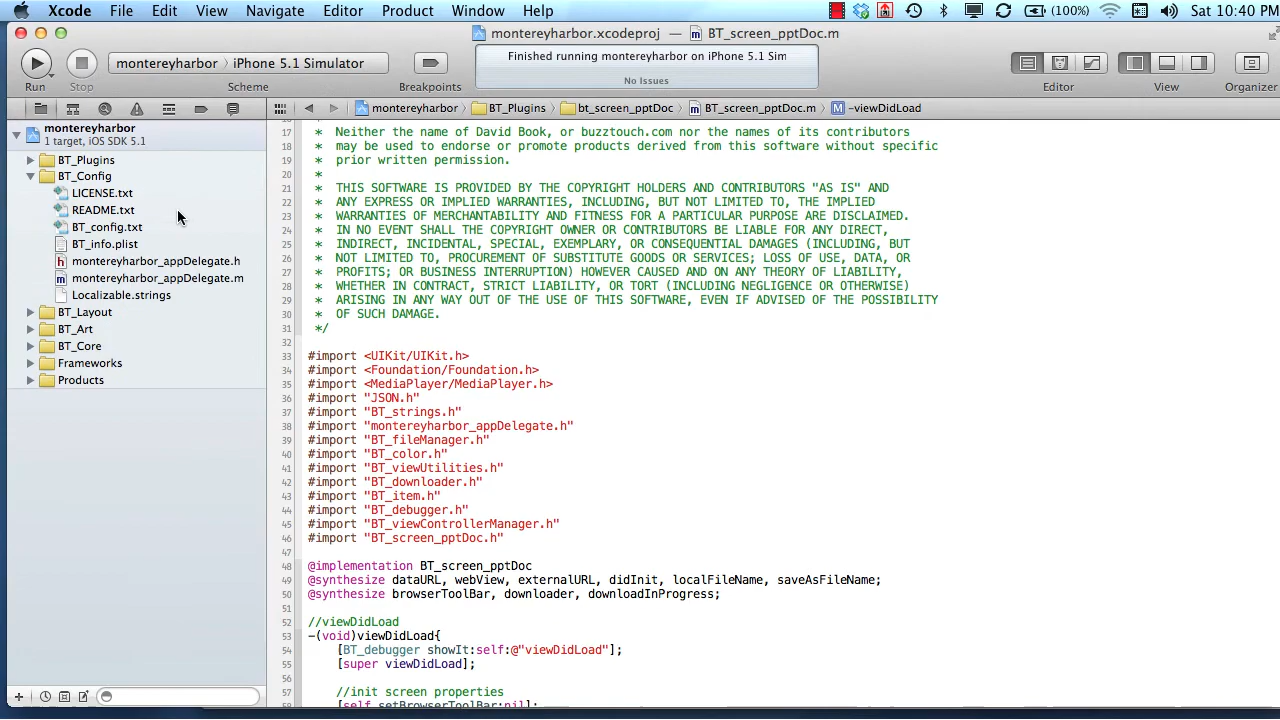 Xcode File Edit View Navigate Editor Product Window Help (100%) Sat 10:40 PM
montereyharbor.xcodeproj — BT_screen_pptDoc.m
montereyharbor iPhone 5.1 Simulator
Finished running montereyharbor on iPhone 5.1 Sim
No Issues
Run Stop Scheme Breakpoints Editor View Organizer
montereyharbor BT_Plugins bt_screen_pptDoc BT_screen_pptDoc.m M -viewDidLoad
montereyharbor
1 target, iOS SDK 5.1
BT_Plugins
BT_Config
LICENSE.txt
README.txt
BT_config.txt
BT_info.plist
h montereyharbor_appDelegate.h
m montereyharbor_appDelegate.m
Localizable.strings
BT_Layout
BT_Art
BT_Core
Frameworks
Products
17 * Neither the name of David Book, or buzztouch.com nor the names of its contributors
18 * may be used to endorse or promote products derived from this software without specific
19 * prior written permission.
20 *
21 * THIS SOFTWARE IS PROVIDED BY THE COPYRIGHT HOLDERS AND CONTRIBUTORS "AS IS" AND
22 * ANY EXPRESS OR IMPLIED WARRANTIES, INCLUDING, BUT NOT LIMITED TO, THE IMPLIED
23 * WARRANTIES OF MERCHANTABILITY AND FITNESS FOR A PARTICULAR PURPOSE ARE DISCLAIMED.
24 * IN NO EVENT SHALL THE COPYRIGHT OWNER OR CONTRIBUTORS BE LIABLE FOR ANY DIRECT,
25 * INDIRECT, INCIDENTAL, SPECIAL, EXEMPLARY, OR CONSEQUENTIAL DAMAGES (INCLUDING, BUT
26 * NOT LIMITED TO, PROCUREMENT OF SUBSTITUTE GOODS OR SERVICES; LOSS OF USE, DATA, OR
27 * PROFITS; OR BUSINESS INTERRUPTION) HOWEVER CAUSED AND ON ANY THEORY OF LIABILITY,
28 * WHETHER IN CONTRACT, STRICT LIABILITY, OR TORT (INCLUDING NEGLIGENCE OR OTHERWISE)
29 * ARISING IN ANY WAY OUT OF THE USE OF THIS SOFTWARE, EVEN IF ADVISED OF THE POSSIBILITY
30 * OF SUCH DAMAGE.
31 */
32
33 #import <UIKit/UIKit.h>
34 #import <Foundation/Foundation.h>
35 #import <MediaPlayer/MediaPlayer.h>
36 #import "JSON.h"
37 #import "BT_strings.h"
38 #import "montereyharbor_appDelegate.h"
39 #import "BT_fileManager.h"
40 #import "BT_color.h"
41 #import "BT_viewUtilities.h"
42 #import "BT_downloader.h"
43 #import "BT_item.h"
44 #import "BT_debugger.h"
45 #import "BT_viewControllerManager.h"
46 #import "BT_screen_pptDoc.h"
47
48 @implementation BT_screen_pptDoc
49 @synthesize dataURL, webView, externalURL, didInit, localFileName, saveAsFileName;
50 @synthesize browserToolBar, downloader, downloadInProgress;
51
52 //viewDidLoad
53 -(void)viewDidLoad{
54 [BT_debugger showIt:self:@"viewDidLoad"];
55 [super viewDidLoad];
56
57 //init screen properties
[self setBrowserToolBar:nil];